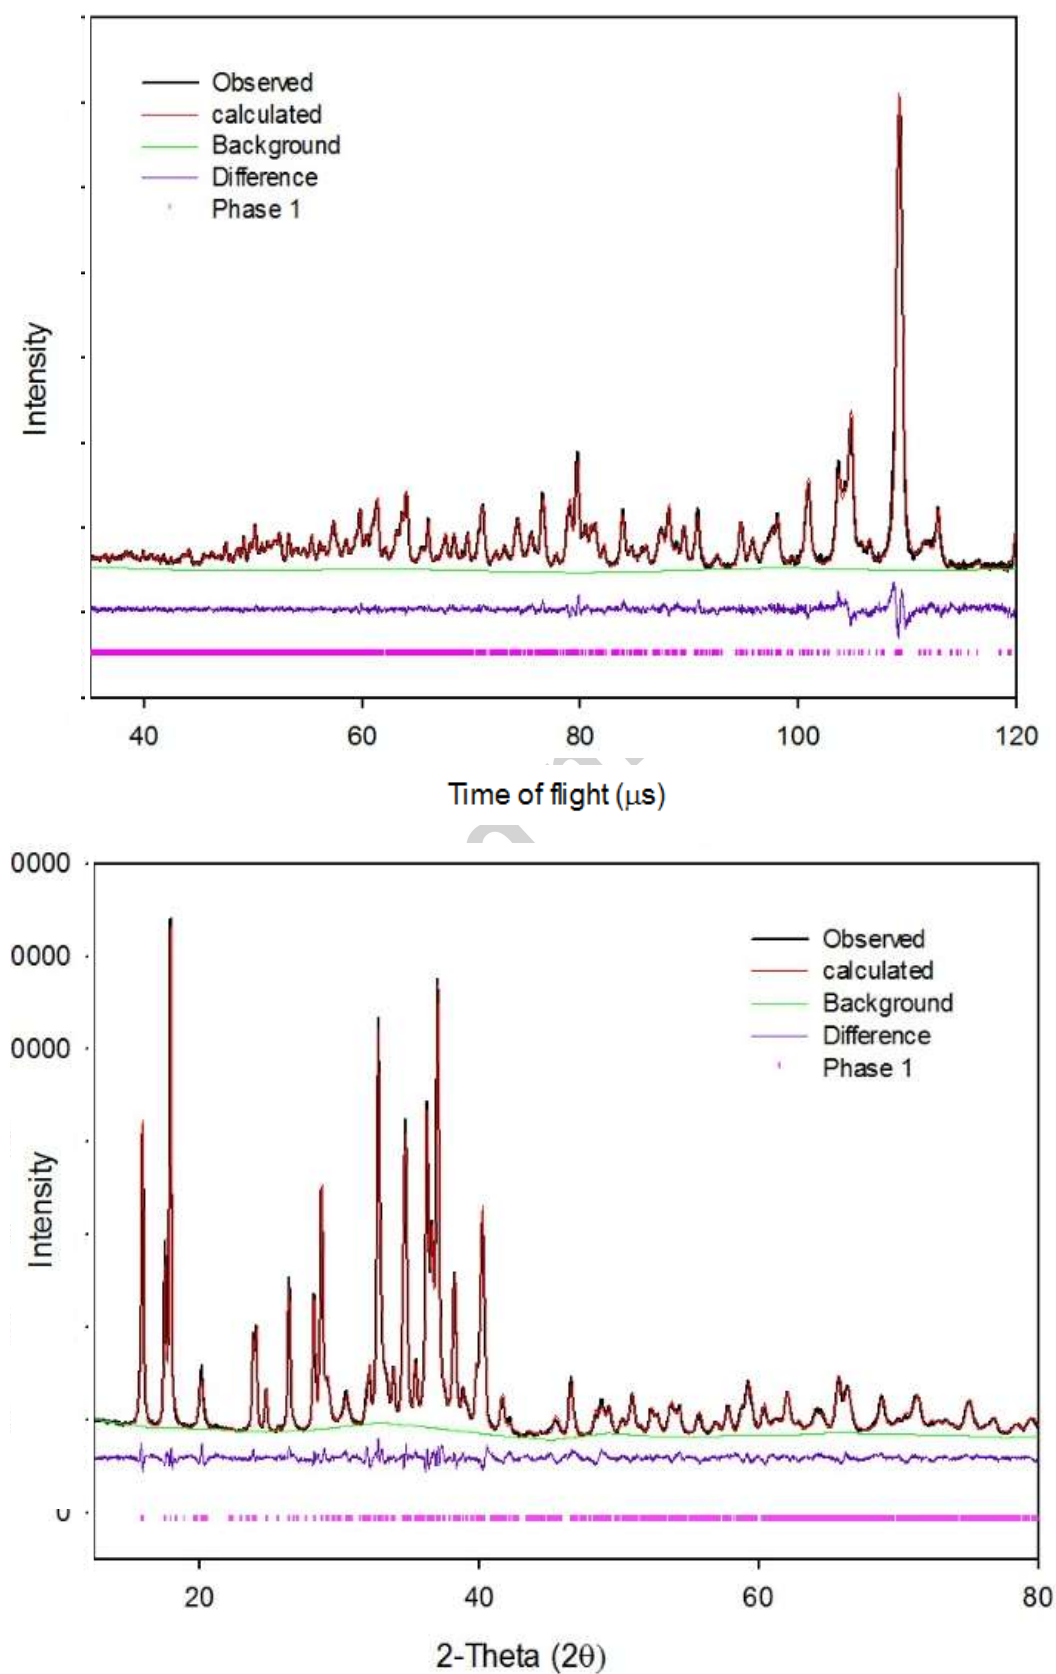 Observed
calculated
Background
Difference
Phase 1
Intensity
40 60 80 100 120
Time of flight (μs)
0000
0000
0000
Observed
calculated
Background
Difference
Phase 1
Intensity
20 40 60 80
2-Theta (2θ)